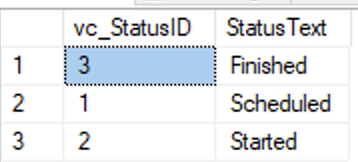 vc_StatusID StatusText
1 3 Finished
2 1 Scheduled
3 2 Started